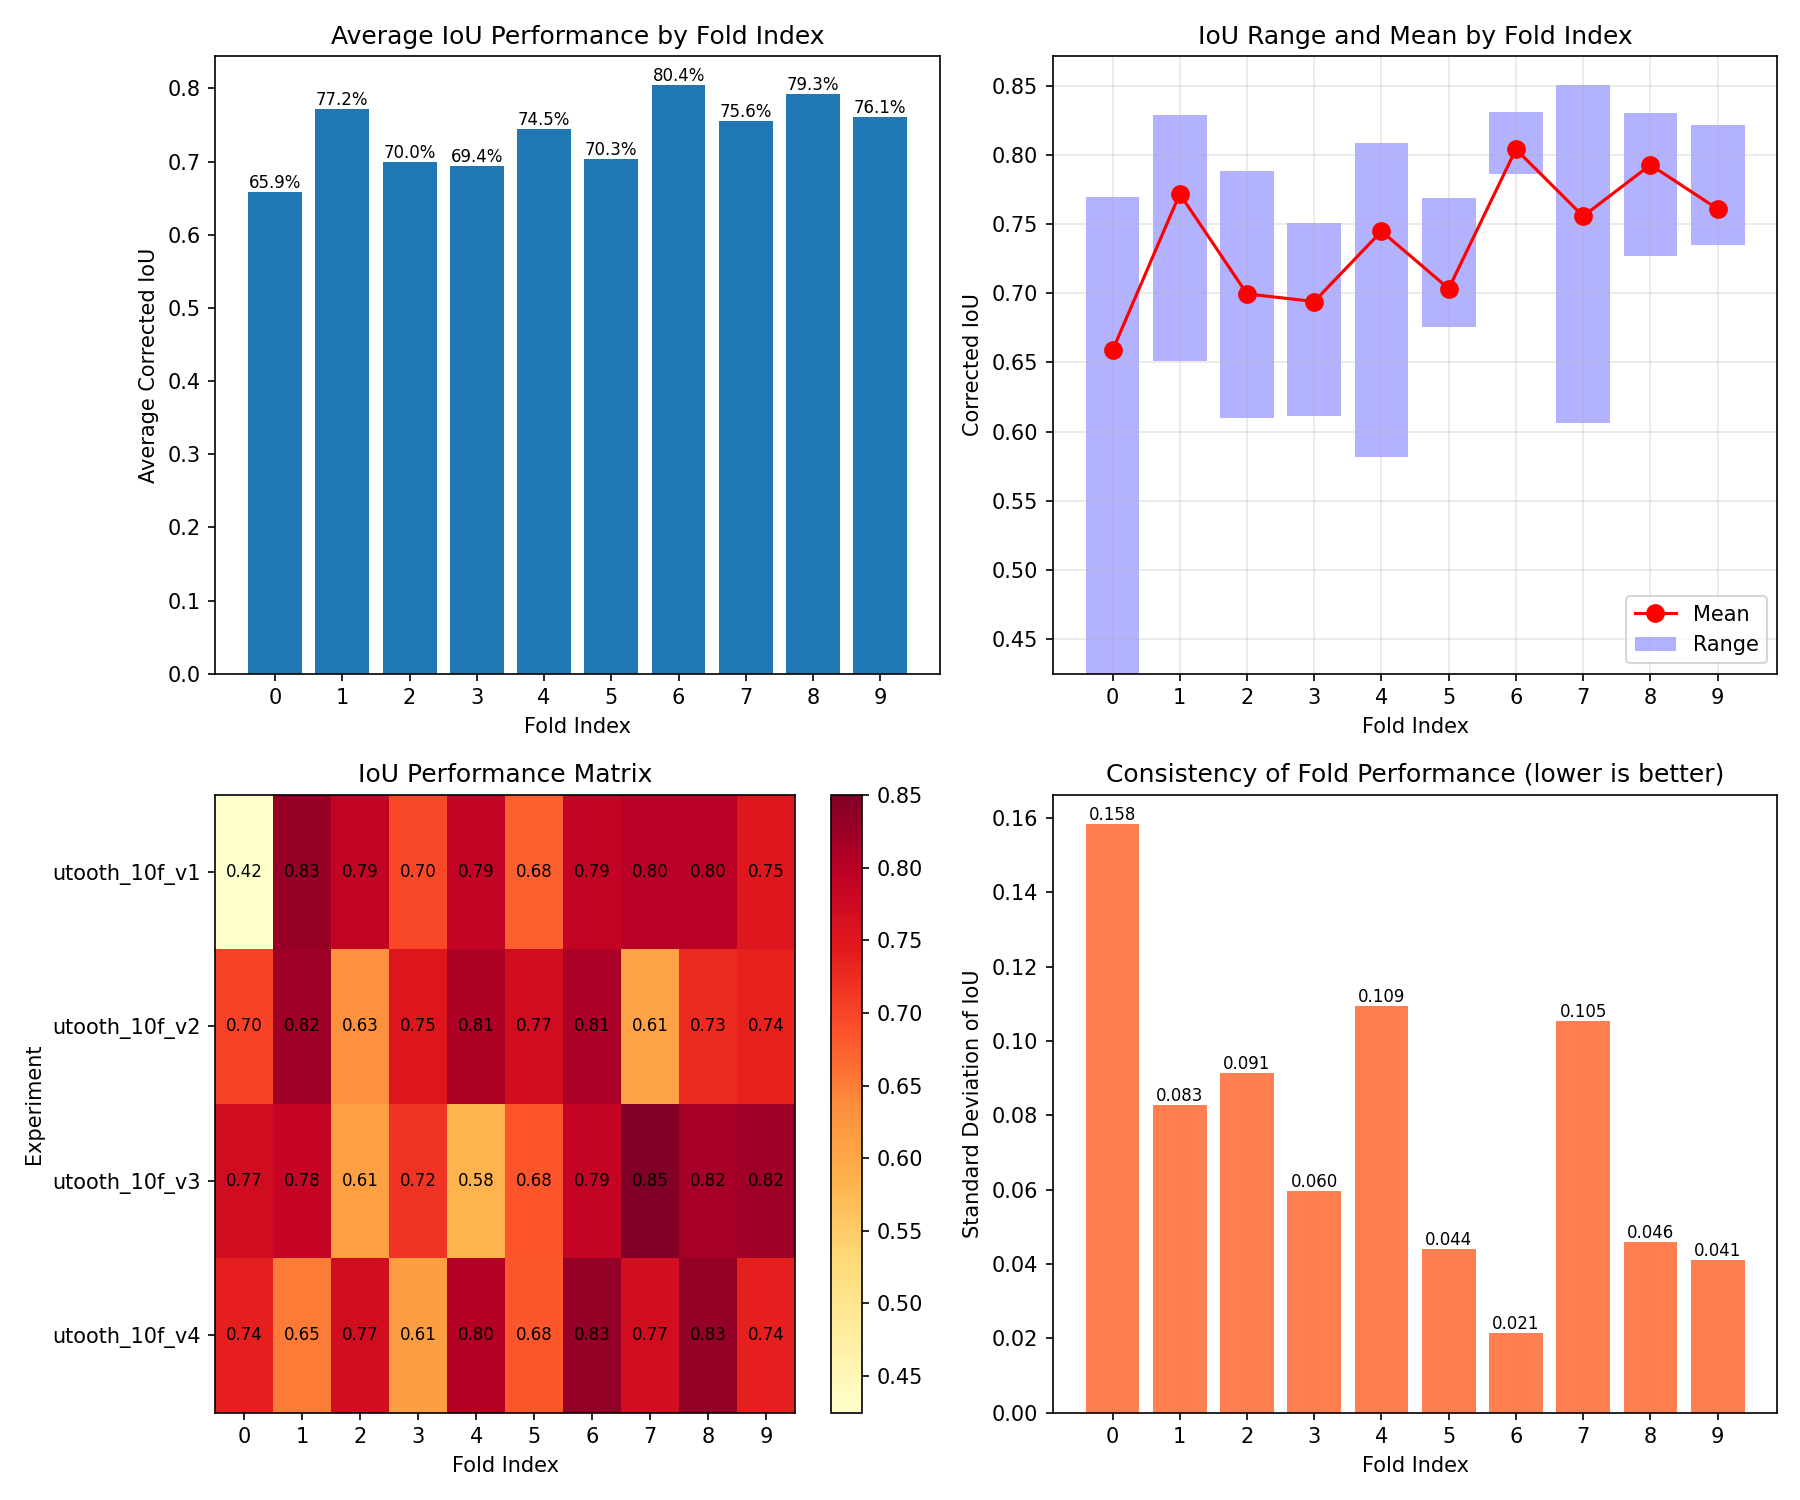 Average IoU Performance by Fold Index
Average Corrected IoU
0.8
0.7
0.6
0.5
0.4
0.3
0.2
0.1
0.0
65.9%
77.2%
70.0%
69.4%
74.5%
70.3%
80.4%
75.6%
79.3%
76.1%
0 1 2 3 4 5 6 7 8 9
Fold Index
IoU Range and Mean by Fold Index
Corrected IoU
0.85
0.80
0.75
0.70
0.65
0.60
0.55
0.50
0.45
Mean
Range
0 1 2 3 4 5 6 7 8 9
Fold Index
IoU Performance Matrix
Experiment
utooth_10f_v1
0.42 0.83 0.79 0.70 0.79 0.68 0.79 0.80 0.80 0.75
utooth_10f_v2
0.70 0.82 0.63 0.75 0.81 0.77 0.81 0.61 0.73 0.74
utooth_10f_v3
0.77 0.78 0.61 0.72 0.58 0.68 0.79 0.85 0.82 0.82
utooth_10f_v4
0.74 0.65 0.77 0.61 0.80 0.68 0.83 0.77 0.83 0.74
0 1 2 3 4 5 6 7 8 9
Fold Index
0.85
0.80
0.75
0.70
0.65
0.60
0.55
0.50
0.45
Consistency of Fold Performance (lower is better)
Standard Deviation of IoU
0.16
0.14
0.12
0.10
0.08
0.06
0.04
0.02
0.00
0.158
0.083
0.091
0.060
0.109
0.044
0.021
0.105
0.046
0.041
0 1 2 3 4 5 6 7 8 9
Fold Index